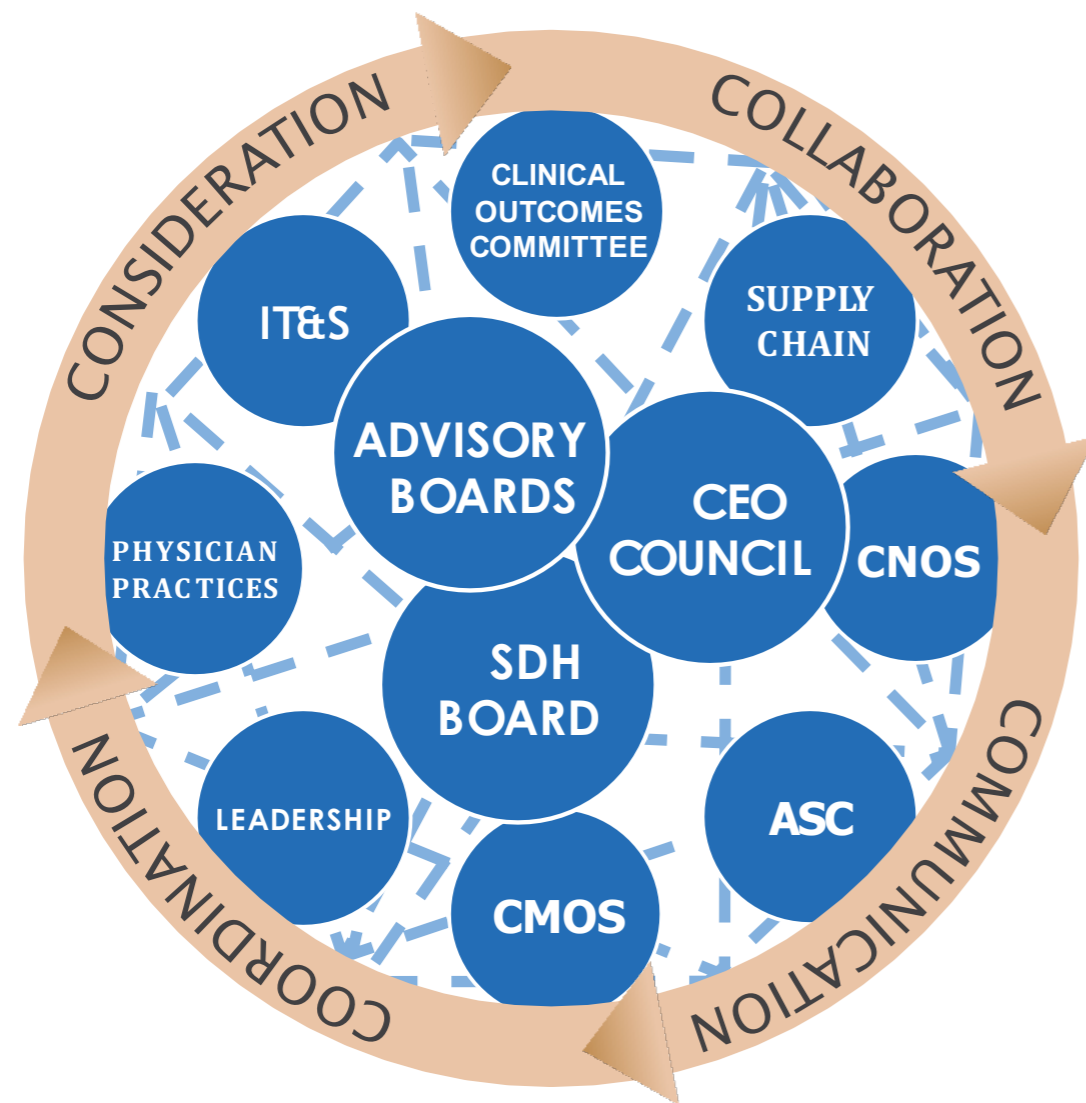 CONSIDERATION
COLLABORATION
CLINICAL
OUTCOMES
COMMITTEE
IT&S
SUPPLY
CHAIN
ADVISORY
BOARDS
CEO
COUNCIL
CNOS
PHYSICIAN
PRACTICES
SDH
BOARD
LEADERSHIP
ASC
CMOS
COORDINATION
COMMUNICATION